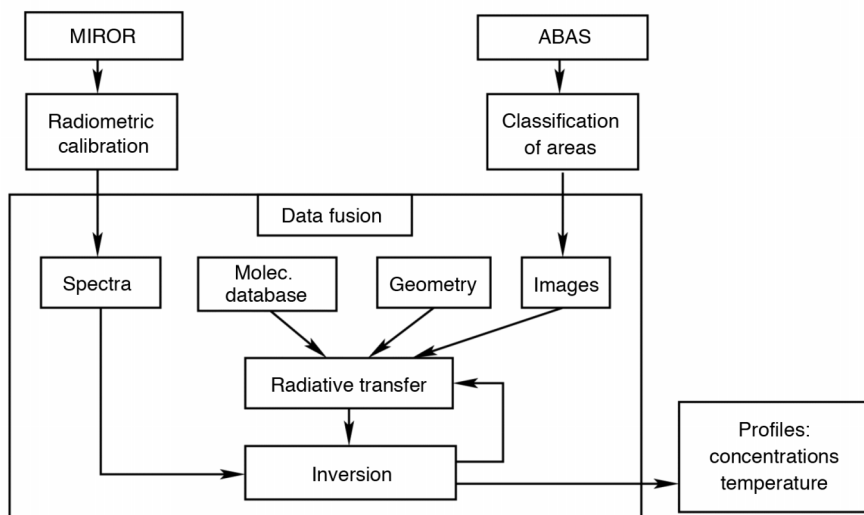 MIROR
ABAS
Radiometric
calibration
Classification
of areas
Data fusion
Spectra
Molec.
database
Geometry
Images
Radiative transfer
Inversion
Profiles:
concentrations
temperature